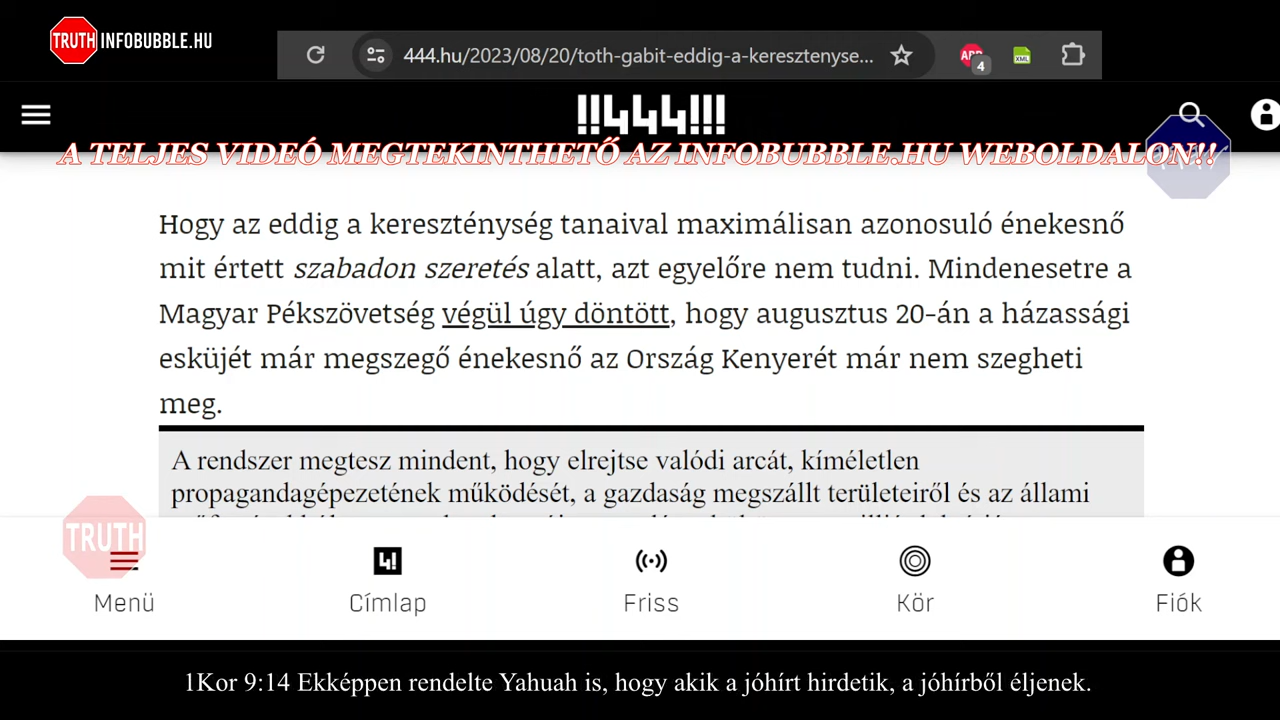 TRUTH INFOBUBBLE.HU
444.hu/2023/08/20/toth-gabit-eddig-a-keresztenyse...
4
XML
!!444!!!
A TELJES VIDEÓ MEGTEKINTHETŐ AZ INFOBUBBLE.HU WEBOLDALON!!
Hogy az eddig a kereszténység tanaival maximálisan azonosuló énekesnő
mit értett szabadon szeretés alatt, azt egyelőre nem tudni. Mindenesetre a
Magyar Pékszövetség végül úgy döntött, hogy augusztus 20-án a házassági
esküjét már megszegő énekesnő az Ország Kenyerét már nem szegheti
meg.
A rendszer megtesz mindent, hogy elrejtse valódi arcát, kíméletlen
propagandagépezetének működését, a gazdaság megszállt területeiről és az állami
TRUTH
4!
Menü
Címlap
Friss
Kör
Fiók
1Kor 9:14 Ekképpen rendelte Yahuah is, hogy akik a jóhírt hirdetik, a jóhírből éljenek.